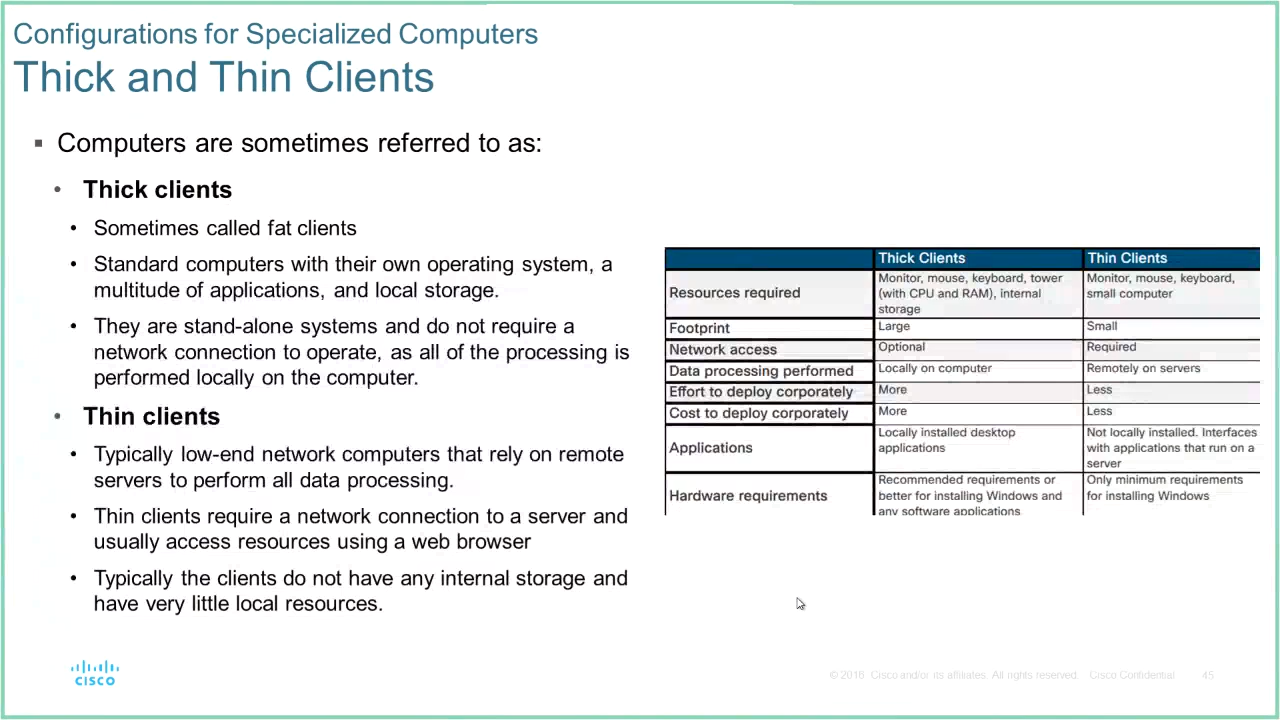 Configurations for Specialized Computers
Thick and Thin Clients
▪ Computers are sometimes referred to as:
• Thick clients
• Sometimes called fat clients
• Standard computers with their own operating system, a
multitude of applications, and local storage.
• They are stand-alone systems and do not require a
network connection to operate, as all of the processing is
performed locally on the computer.
• Thin clients
• Typically low-end network computers that rely on remote
servers to perform all data processing.
• Thin clients require a network connection to a server and
usually access resources using a web browser
• Typically the clients do not have any internal storage and
have very little local resources.
Thick Clients Thin Clients
Resources required
Monitor, mouse, keyboard, tower
(with CPU and RAM), internal
storage
Monitor, mouse, keyboard,
small computer
Footprint Large Small
Network access Optional Required
Data processing performed Locally on computer Remotely on servers
Effort to deploy corporately More Less
Cost to deploy corporately More Less
Applications
Locally installed desktop
applications
Not locally installed. Interfaces
with applications that run on a
server
Hardware requirements
Recommended requirements or
better for installing Windows and
any software applications
Only minimum requirements
for installing Windows
CISCO
© 2016 Cisco and/or its affiliates. All rights reserved. Cisco Confidential 45